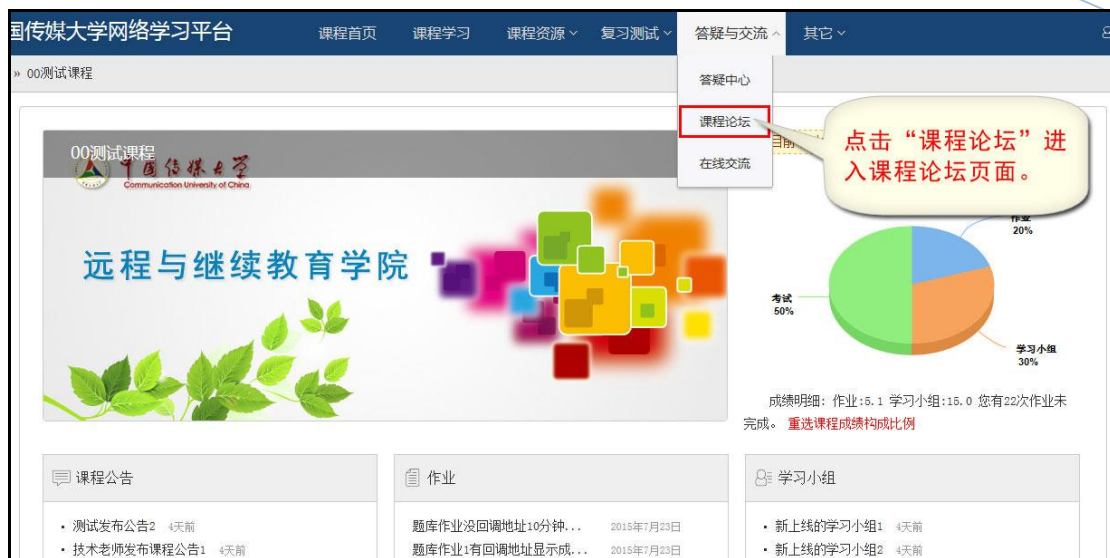 国传媒大学网络学习平台 课程首页 课程学习 课程资源 复习测试 答疑与交流 其它
» 00测试课程
答疑中心
课程论坛
在线交流
点击“课程论坛”进
入课程论坛页面。
目前
00测试课程
中国传媒大学
Communication University of China
远程与继续教育学院
作业
20%
考试
50%
学习小组
30%
成绩明细: 作业:5.1 学习小组:15.0 您有22次作业未
完成。 重选课程成绩构成比例
课程公告
• 测试发布公告2 4天前
• 技术老师发布课程公告1 4天前
作业
题库作业没回调地址10分钟... 2015年7月23日
题库作业1有回调地址显示成... 2015年7月23日
学习小组
• 新上线的学习小组1 4天前
• 新上线的学习小组2 4天前